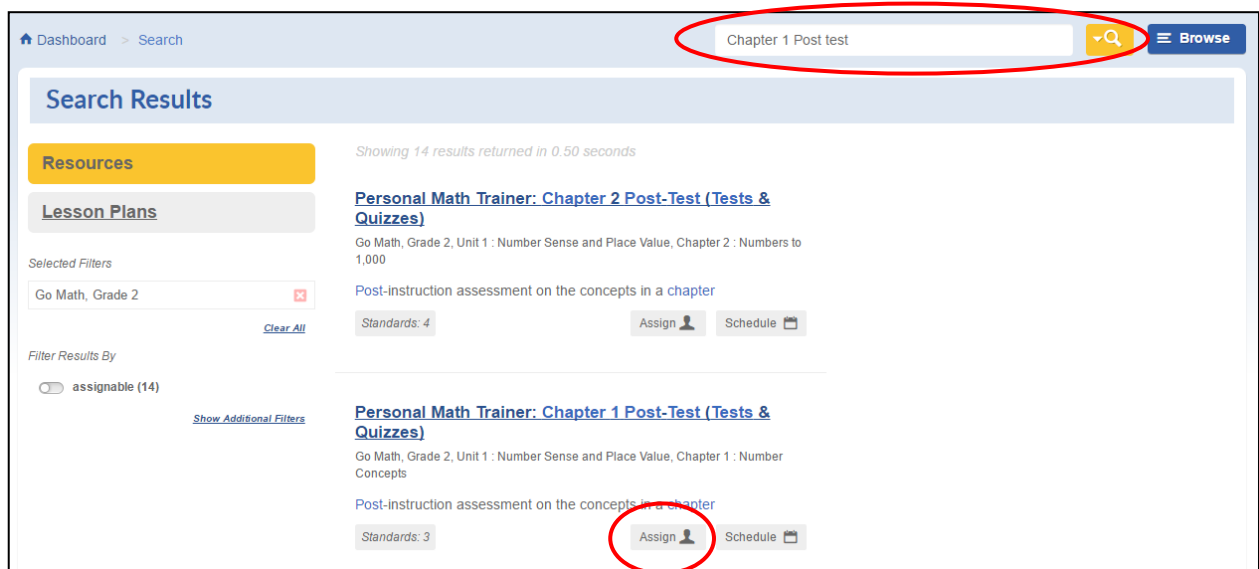 Dashboard > Search
Chapter 1 Post test
Browse
Search Results
Resources
Lesson Plans
Selected Filters
Go Math, Grade 2
Clear All
Filter Results By
assignable (14)
Show Additional Filters
Showing 14 results returned in 0.50 seconds
Personal Math Trainer: Chapter 2 Post-Test (Tests &
Quizzes)
Go Math, Grade 2, Unit 1 : Number Sense and Place Value, Chapter 2 : Numbers to
1,000
Post-instruction assessment on the concepts in a chapter
Standards: 4
Assign
Schedule
Personal Math Trainer: Chapter 1 Post-Test (Tests &
Quizzes)
Go Math, Grade 2, Unit 1 : Number Sense and Place Value, Chapter 1 : Number
Concepts
Post-instruction assessment on the concepts in a chapter
Standards: 3
Assign
Schedule